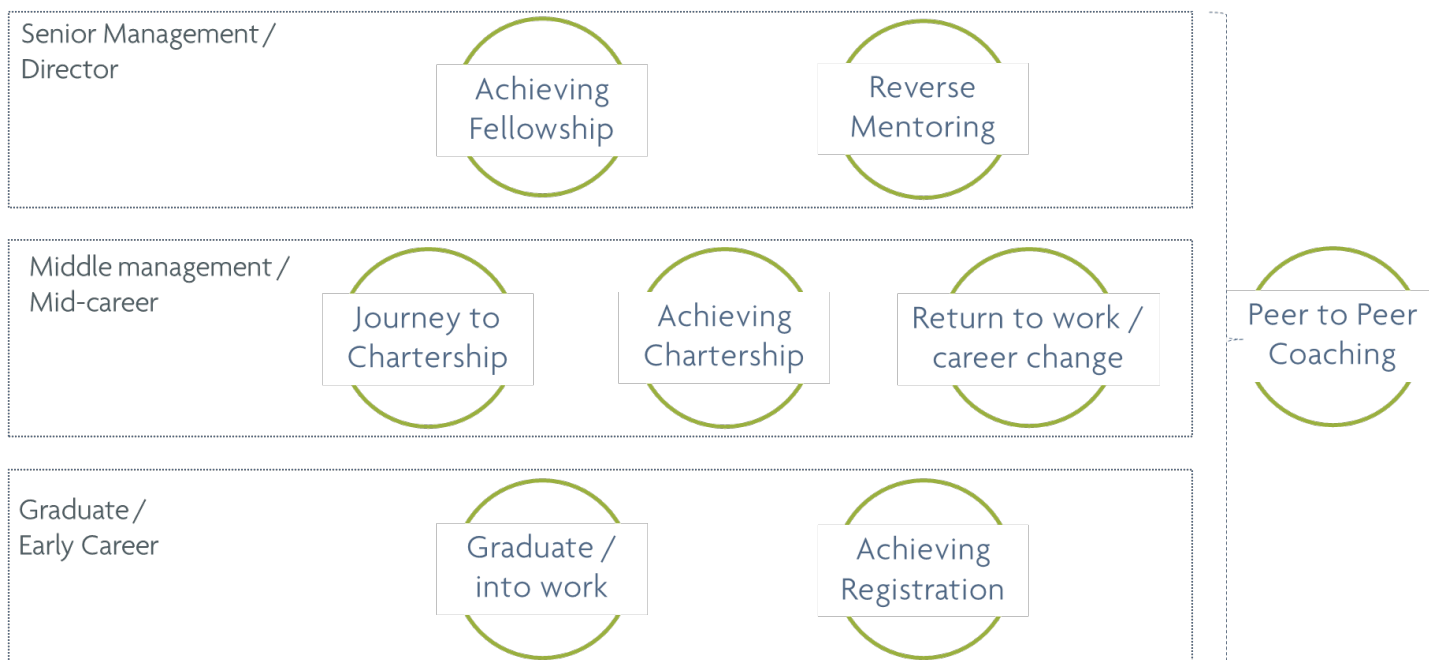 Senior Management /
Director
Achieving
Fellowship
Reverse
Mentoring
Middle management /
Mid-career
Journey to
Chartership
Achieving
Chartership
Return to work /
career change
Peer to Peer
Coaching
Graduate /
Early Career
Graduate /
into work
Achieving
Registration